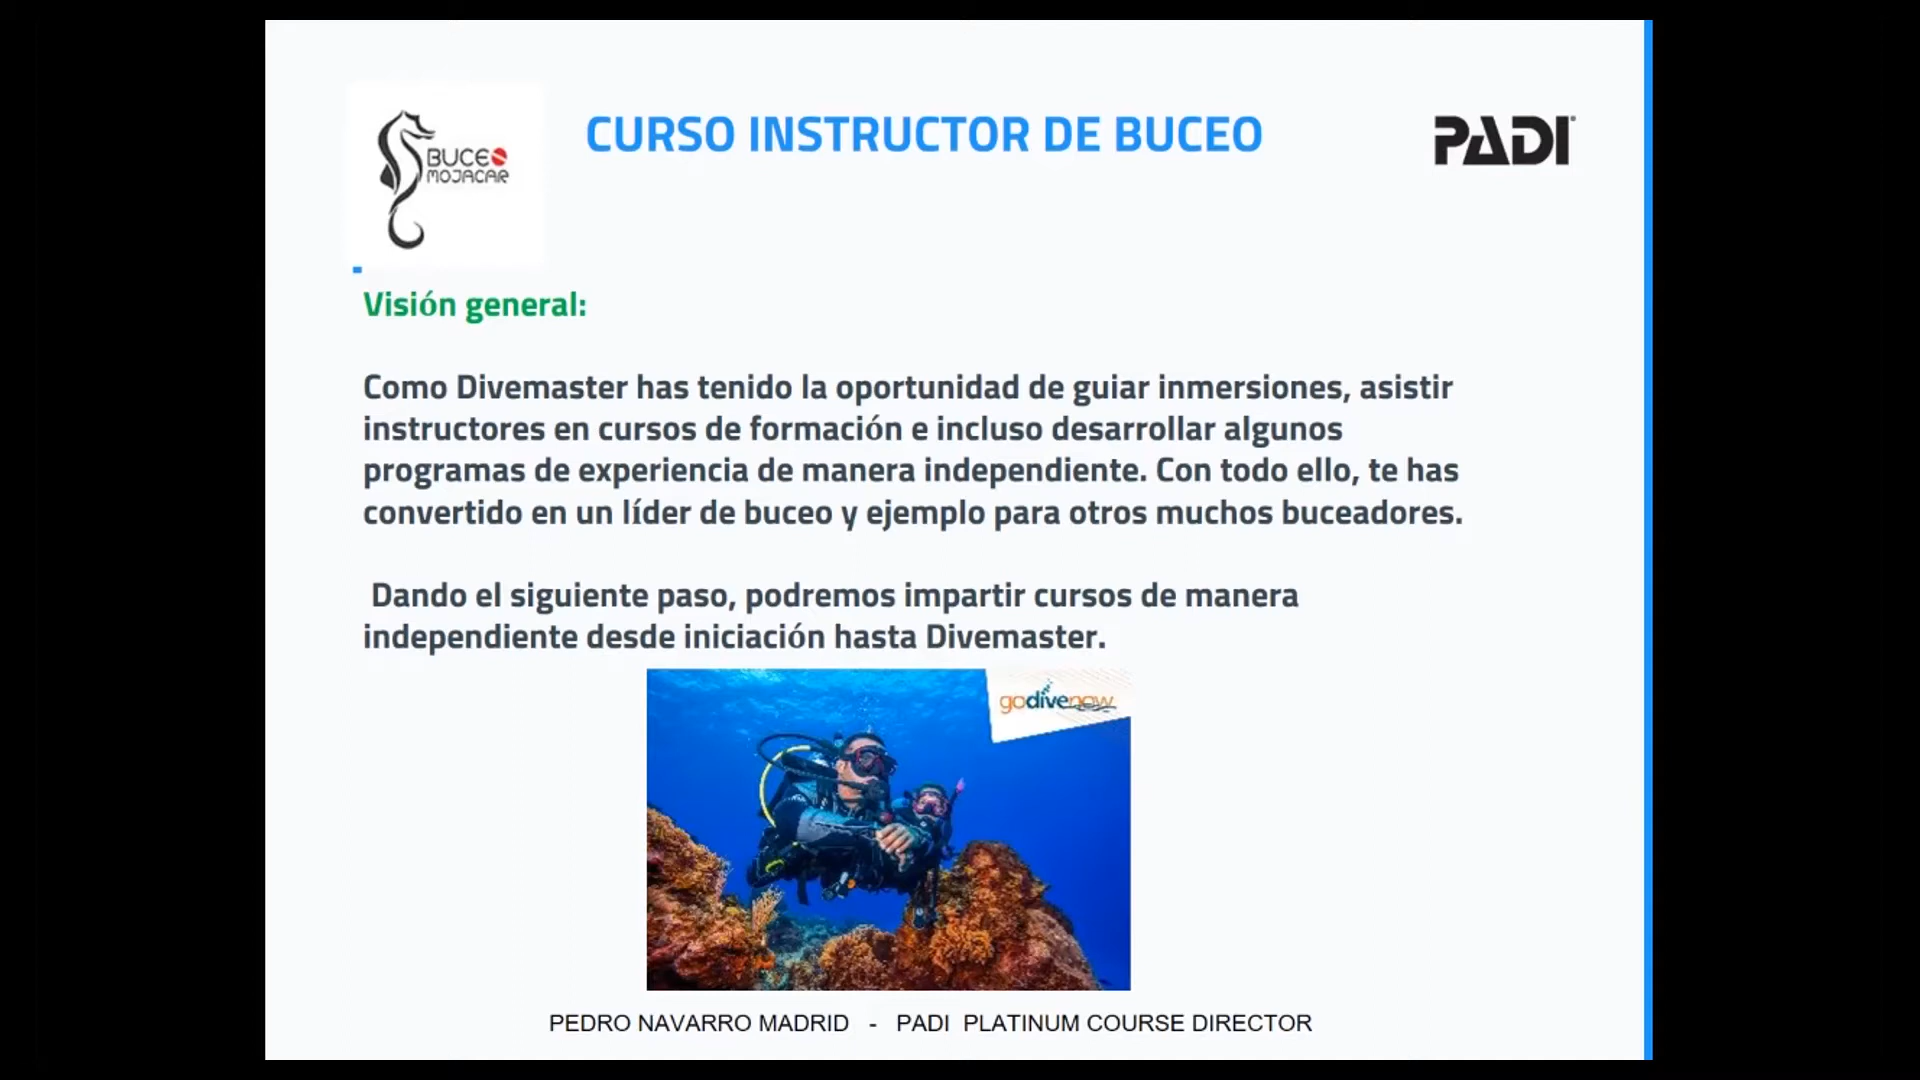 BUCEO
MOJACAR
CURSO INSTRUCTOR DE BUCEO
PADI
Visión general:
Como Divemaster has tenido la oportunidad de guiar inmersiones, asistir
instructores en cursos de formación e incluso desarrollar algunos
programas de experiencia de manera independiente. Con todo ello, te has
convertido en un líder de buceo y ejemplo para otros muchos buceadores.
Dando el siguiente paso, podremos impartir cursos de manera
independiente desde iniciación hasta Divemaster.
godivenow
PEDRO NAVARRO MADRID - PADI PLATINUM COURSE DIRECTOR